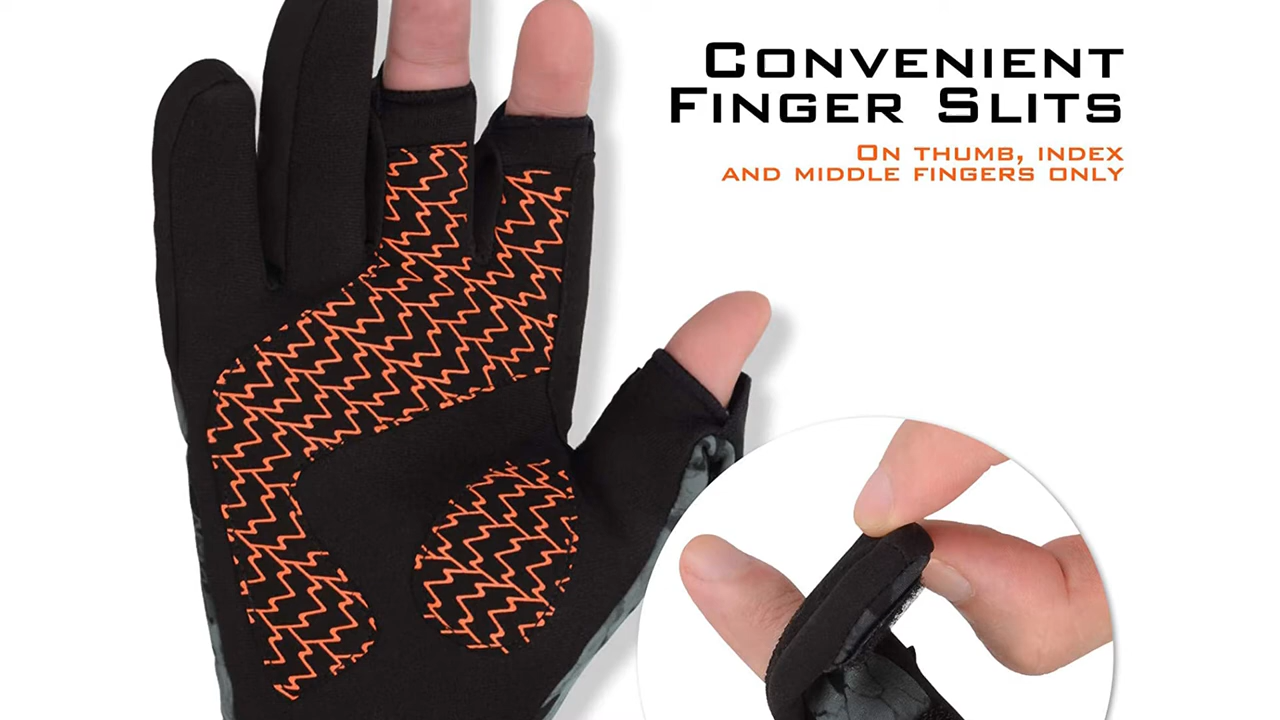 CONVENIENT
FINGER SLITS
ON THUMB, INDEX
AND MIDDLE FINGERS ONLY